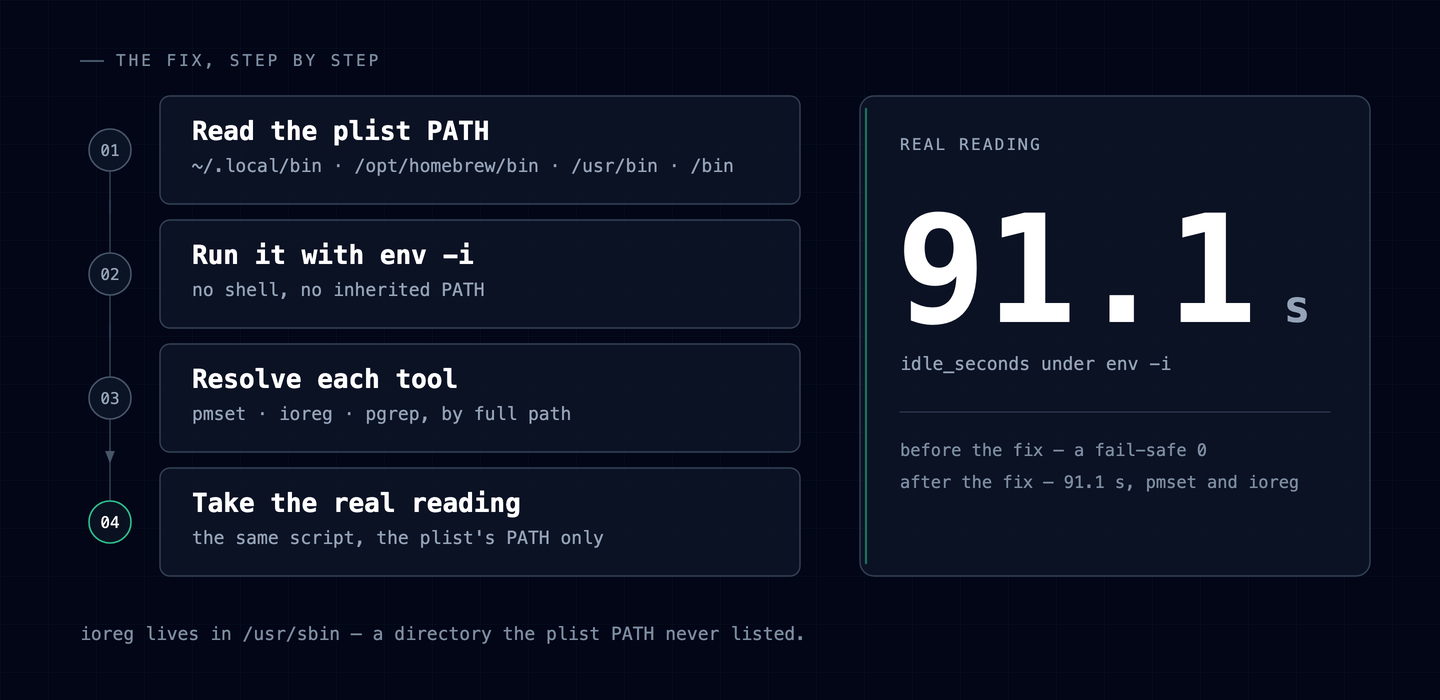 — THE FIX, STEP BY STEP
01
Read the plist PATH
~/.local/bin · /opt/homebrew/bin · /usr/bin · /bin
02
Run it with env −i
no shell, no inherited PATH
03
Resolve each tool
pmset · ioreg · pgrep, by full path
04
Take the real reading
the same script, the plist's PATH only
REAL READING
91.1 s
idle_seconds under env −i
before the fix — a fail−safe 0
after the fix — 91.1 s, pmset and ioreg
ioreg lives in /usr/sbin — a directory the plist PATH never listed.